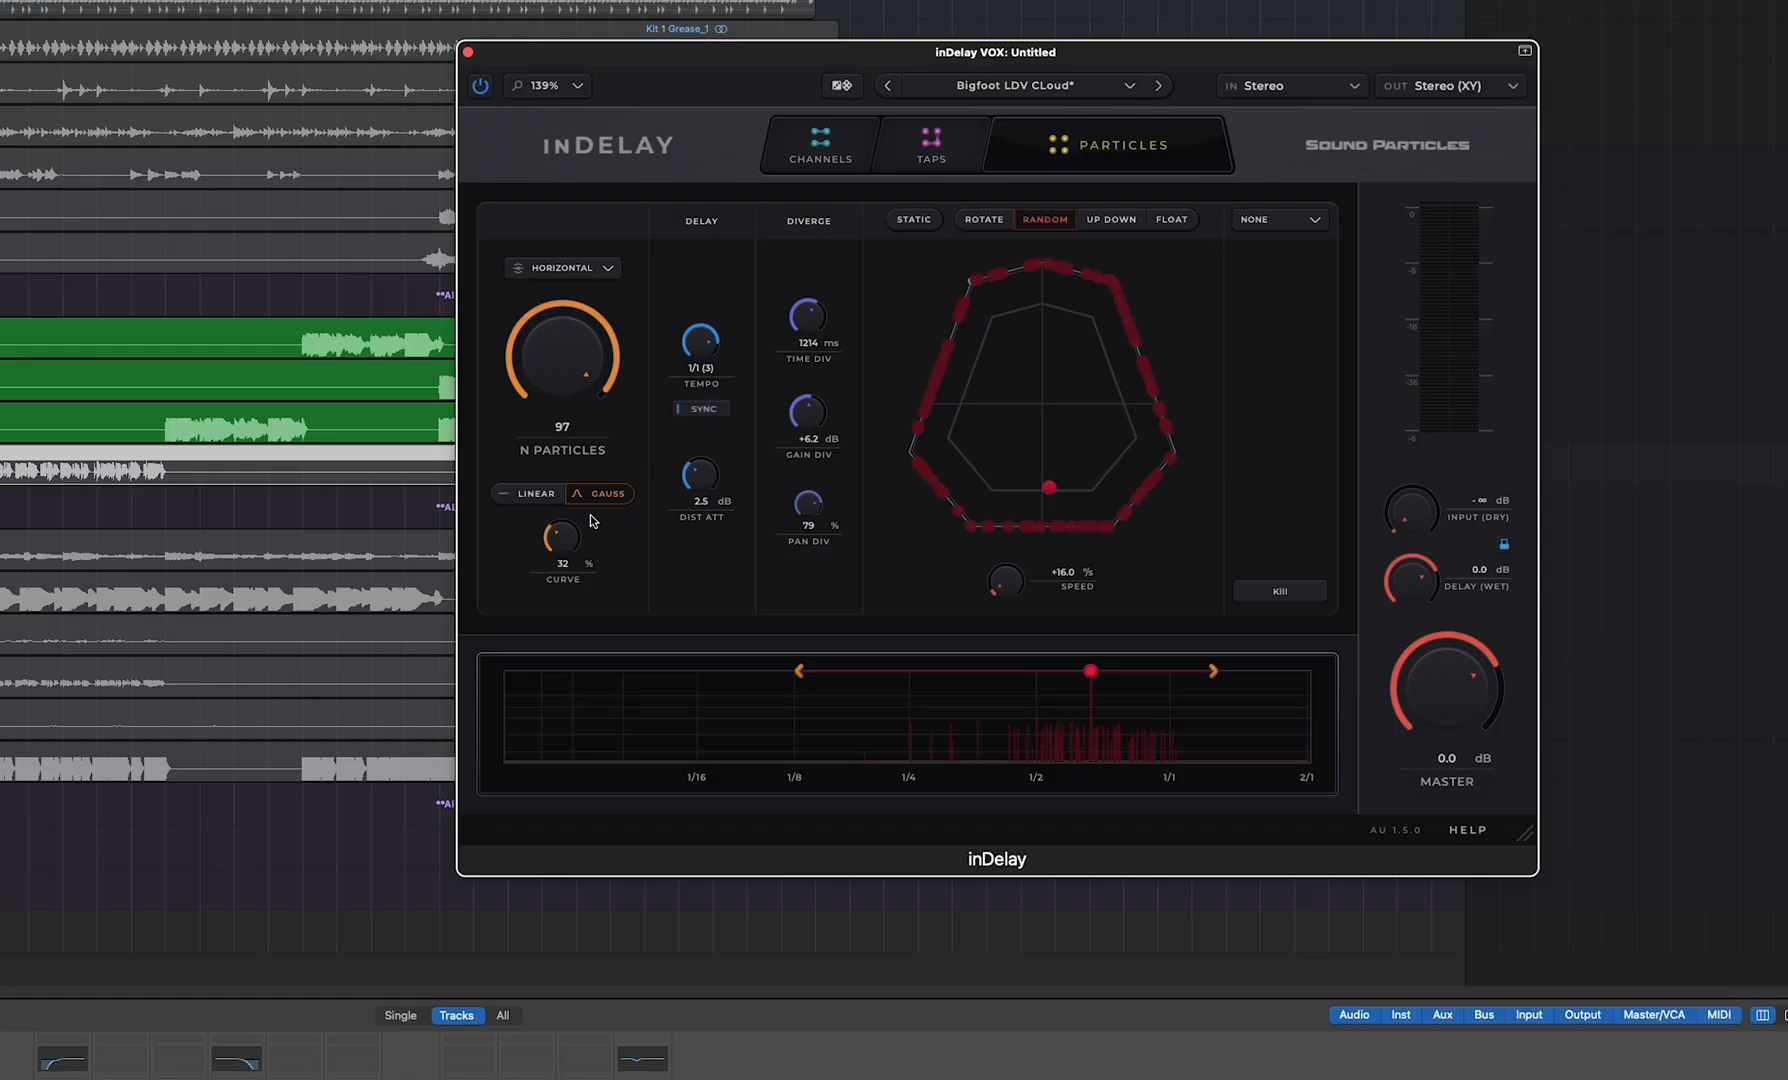 Kit 1 Grease_1
inDelay VOX: Untitled
139%
Bigfoot LDV CLoud*
IN Stereo
OUT Stereo (XY)
INDELAY
CHANNELS
TAPS
PARTICLES
SOUND PARTICLES
DELAY
DIVERGE
STATIC
ROTATE
RANDOM
UP DOWN
FLOAT
NONE
HORIZONTAL
97
N PARTICLES
LINEAR
GAUSS
32 %
CURVE
1/1 (3)
TEMPO
SYNC
2.5 dB
DIST ATT
1214 ms
TIME DIV
+6.2 dB
GAIN DIV
79 %
PAN DIV
+16.0 °/s
SPEED
Kill
0
-6
-18
-36
-6
-∞ dB
INPUT (DRY)
0.0 dB
DELAY (WET)
0.0 dB
MASTER
1/16
1/8
1/4
1/2
1/1
2/1
AU 1.5.0
HELP
inDelay
Single
Tracks
All
Audio
Inst
Aux
Bus
Input
Output
Master/VCA
MIDI